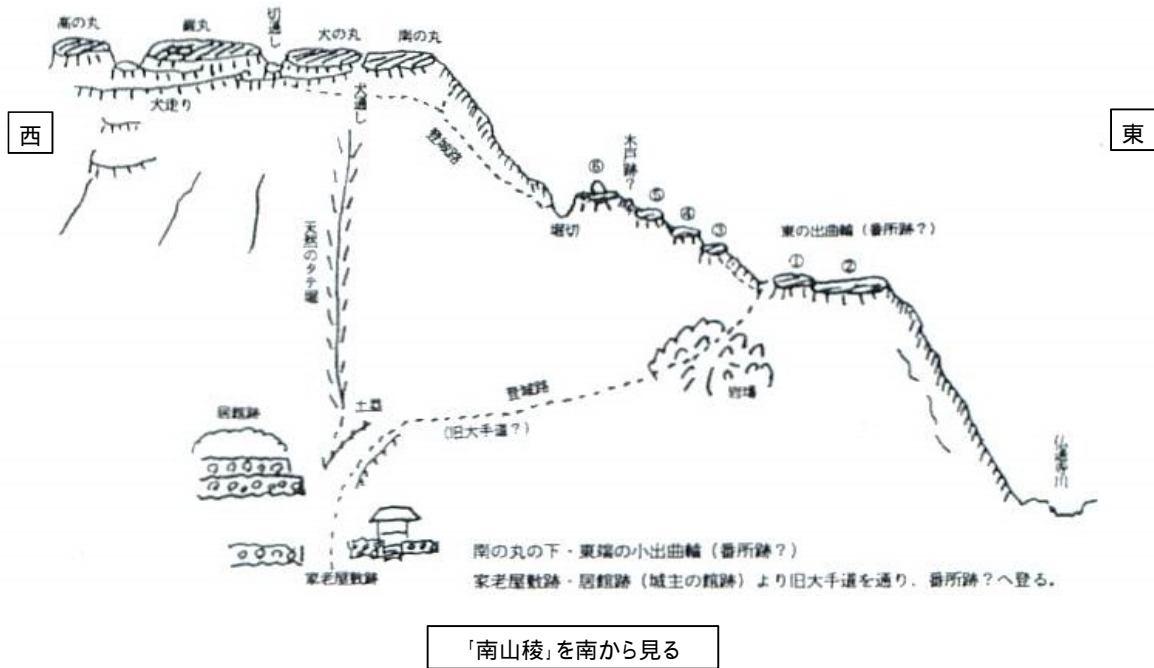 高の丸
鐘丸
切通し
犬の丸
南の丸
犬走り
犬通し
西
東
登城路
木戸跡？
⑥
⑤
④
③
堀切
東の出曲輪（番所跡？）
①
②
天然のタテ堀
岩場
登城路
（旧大手道？）
土塁
居館跡
仏通寺川
家老屋敷跡
南の丸の下・東端の小出曲輪（番所跡？）
家老屋敷跡・居館跡（城主の館跡）より旧大手道を通り、番所跡？へ登る。
「南山稜」を南から見る